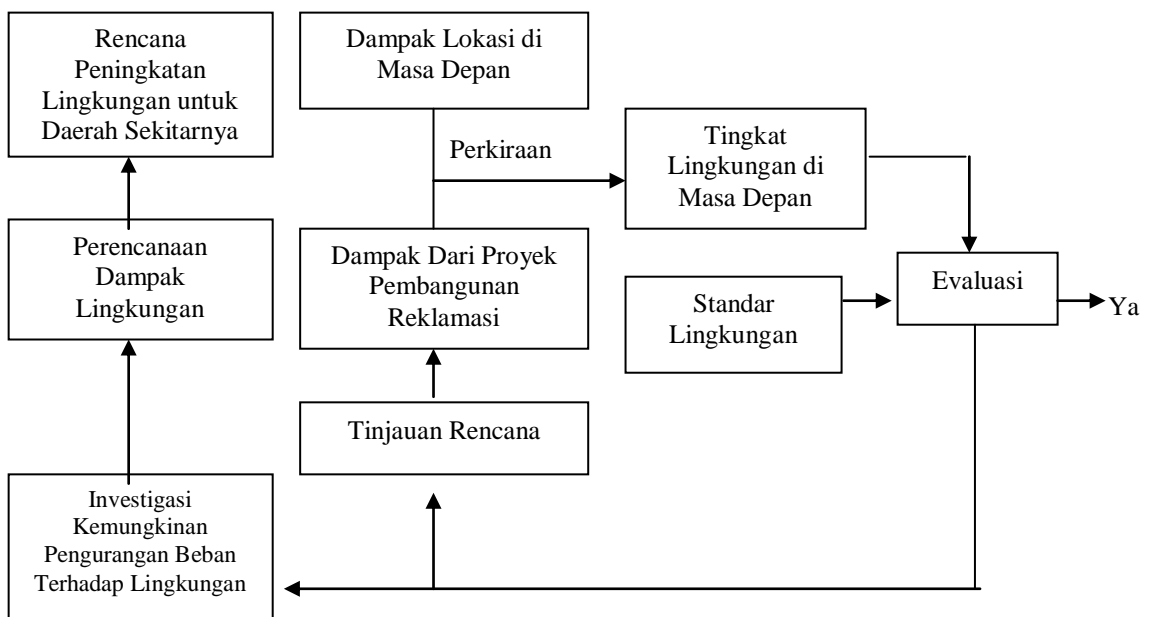 Rencana
Peningkatan
Lingkungan untuk
Daerah Sekitarnya
Dampak Lokasi di
Masa Depan
Perkiraan
Tingkat
Lingkungan di
Masa Depan
Perencanaan
Dampak
Lingkungan
Dampak Dari Proyek
Pembangunan
Reklamasi
Standar
Lingkungan
Evaluasi
Ya
Tinjauan Rencana
Investigasi
Kemungkinan
Pengurangan Beban
Terhadap Lingkungan